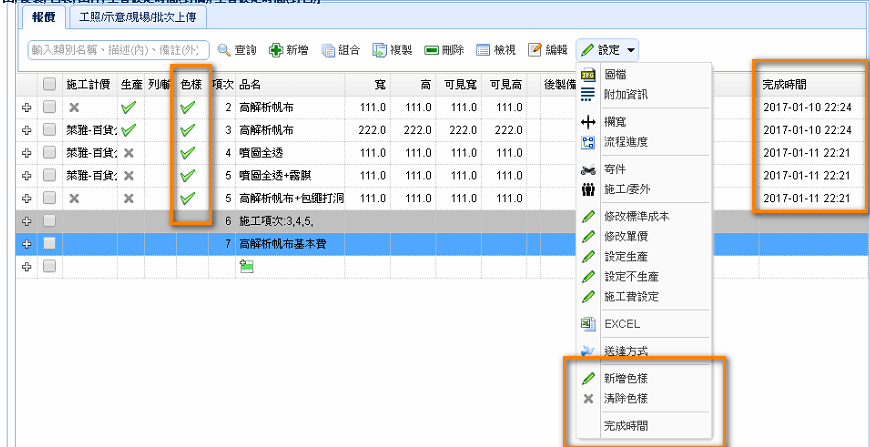 報價 工照/示意/現場/批次上傳
輸入類別名稱、描述(內)、備註(外) 查詢 新增 組合 複製 刪除 檢視 編輯 設定
施工計價 生產 色樣 項次 品名 寬 高 可見寬 可見高 後製備 完成時間
2 高解析帆布 111.0 111.0 111.0 111.0 2017-01-10 22:24
萊雅-百貨 3 高解析帆布 222.0 222.0 222.0 222.0 2017-01-10 22:24
萊雅-百貨 4 噴圖全透 111.0 111.0 111.0 111.0 2017-01-11 22:21
萊雅-百貨 5 噴圖全透+霧膜 111.0 111.0 111.0 111.0 2017-01-11 22:21
5 高解析帆布+包繩打洞 111.0 111.0 111.0 111.0 2017-01-11 22:21
6 施工項次:3,4,5,
7 高解析帆布基本費
圖檔
附加資訊
欄寬
流程進度
寄件
施工/委外
修改標準成本
修改單價
設定生產
設定不生產
施工費設定
EXCEL
送達方式
新增色樣
清除色樣
完成時間